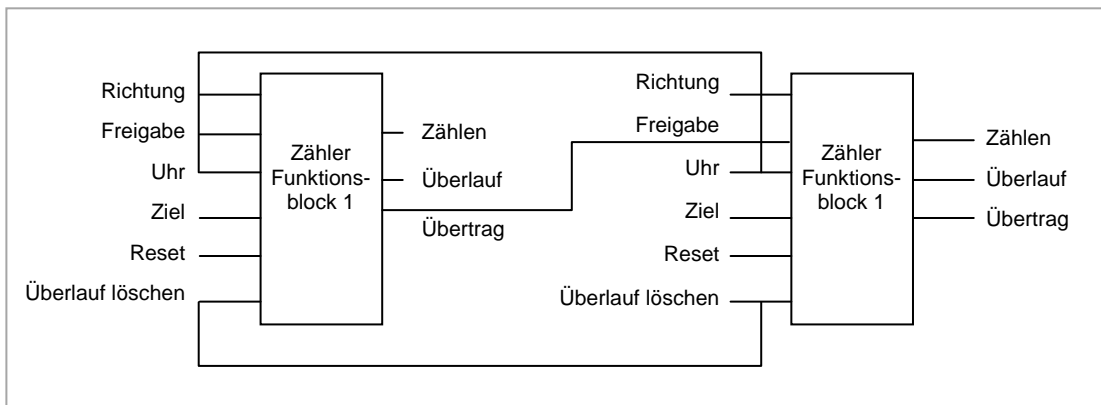 Richtung
Freigabe
Uhr
Ziel
Reset
Überlauf löschen
Zähler
Funktions-
block 1
Zählen
Überlauf
Übertrag
Richtung
Freigabe
Uhr
Ziel
Reset
Überlauf löschen
Zähler
Funktions-
block 1
Zählen
Überlauf
Übertrag